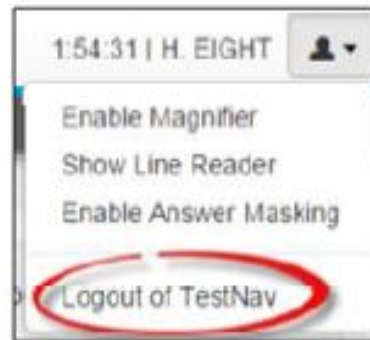 1:54:31 | H. EIGHT
Enable Magnifier
Show Line Reader
Enable Answer Masking
Logout of TestNav